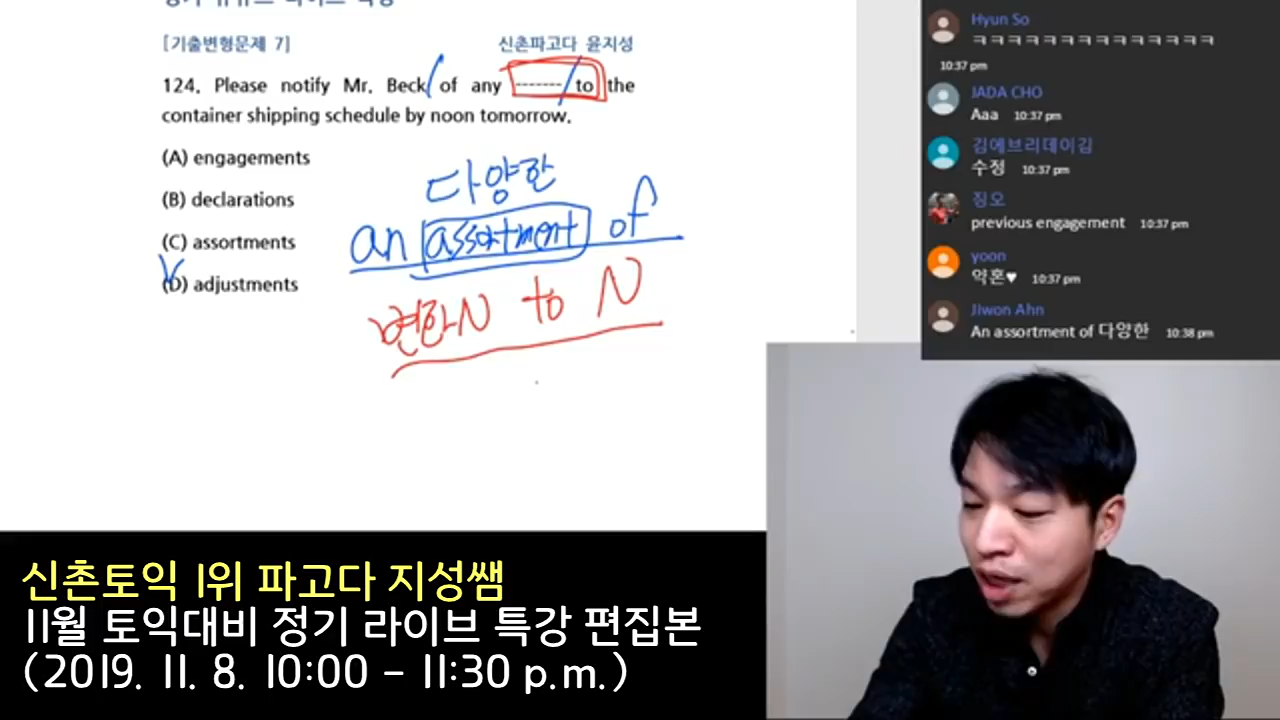 [기출변형문제 7]
신촌파고다 윤지성
124. Please notify Mr. Beck of any ------- to the
container shipping schedule by noon tomorrow.
(A) engagements
(B) declarations
(C) assortments
(D) adjustments
다양한
an assortment of
변한N to N
Hyun So
ㅋㅋㅋㅋㅋㅋㅋㅋㅋㅋㅋㅋㅋ
10:37 pm
JADA CHO
Aaa 10:37 pm
김에브리데이김
수정 10:37 pm
징오
previous engagement 10:37 pm
yoon
약혼♥ 10:37 pm
Jiwon Ahn
An assortment of 다양한 10:38 pm
신촌토익 1위 파고다 지성쌤
11월 토익대비 정기 라이브 특강 편집본
(2019. 11. 8. 10:00 - 11:30 p.m.)